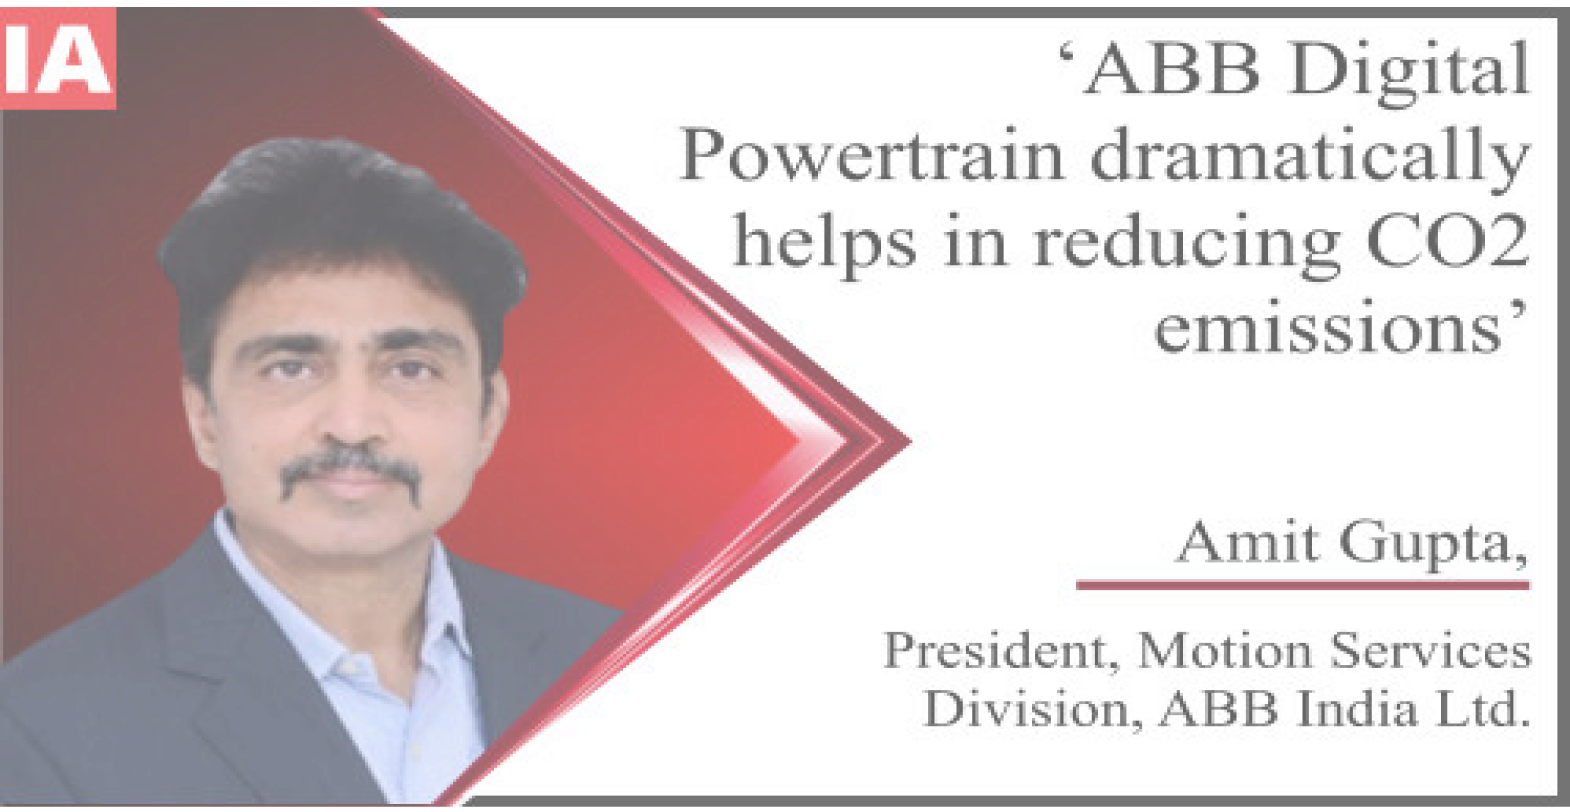 IA
‘ABB Digital
Powertrain dramatically
helps in reducing CO2
emissions’
Amit Gupta,
President, Motion Services
Division, ABB India Ltd.